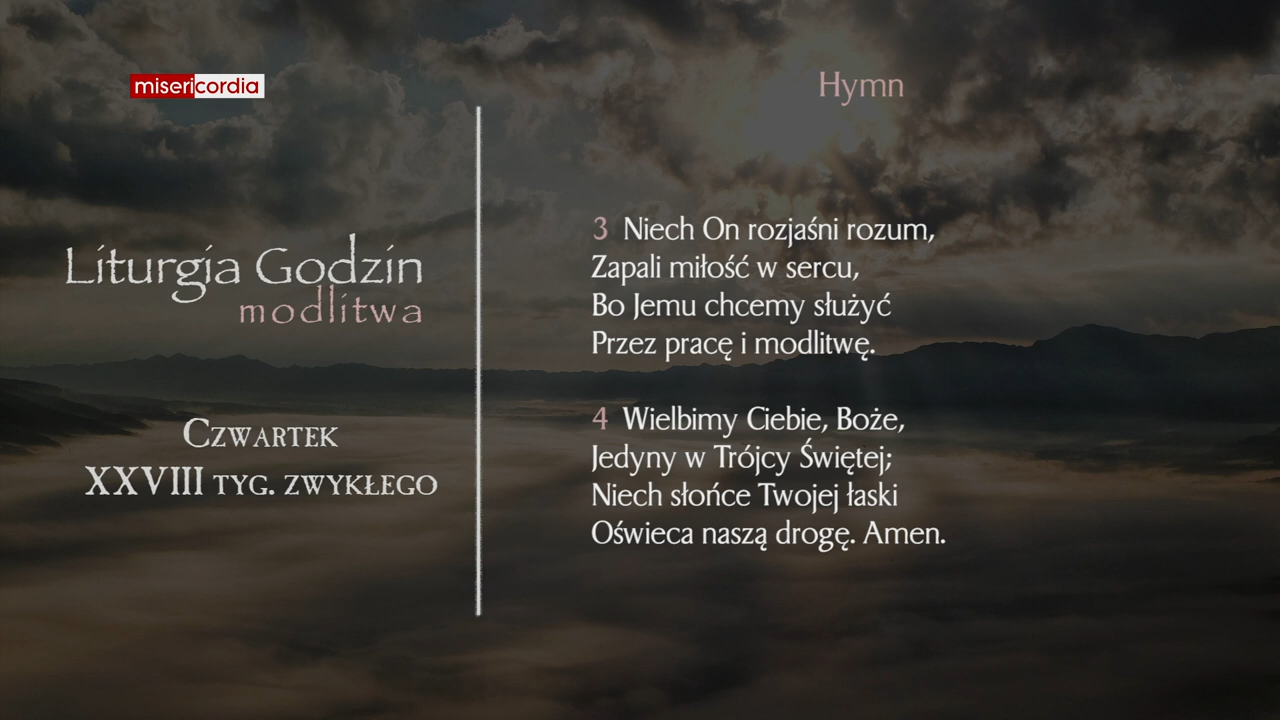 misericordia
Liturgia Godzin
modlitwa
Czwartek
XXVIII tyg. zwykłego
Hymn
3 Niech On rozjaśni rozum,
Zapali miłość w sercu,
Bo Jemu chcemy służyć
Przez pracę i modlitwę.
4 Wielbimy Ciebie, Boże,
Jedyny w Trójcy Świętej;
Niech słońce Twojej łaski
Oświeca naszą drogę. Amen.